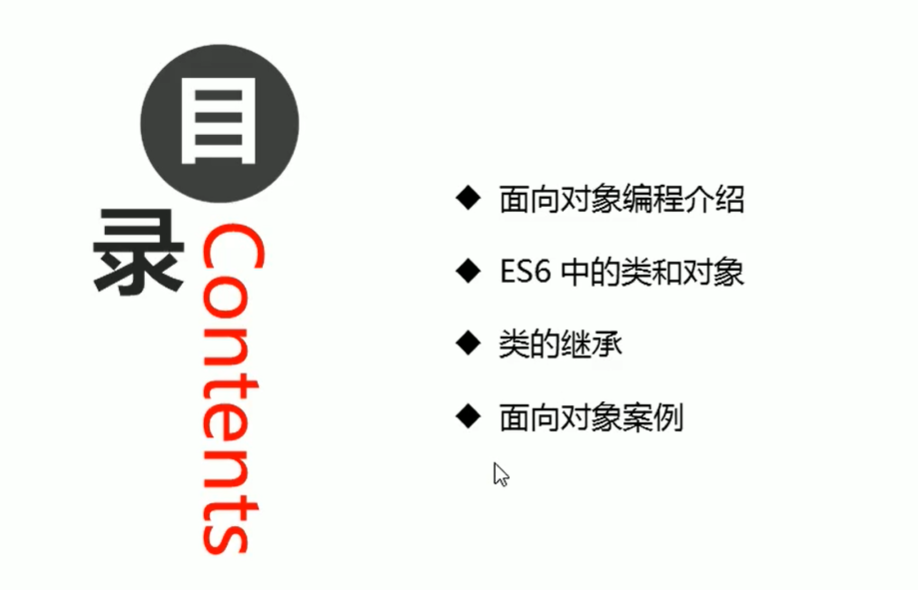 目
录
Contents
◆ 面向对象编程介绍
◆ ES6 中的类和对象
◆ 类的继承
◆ 面向对象案例